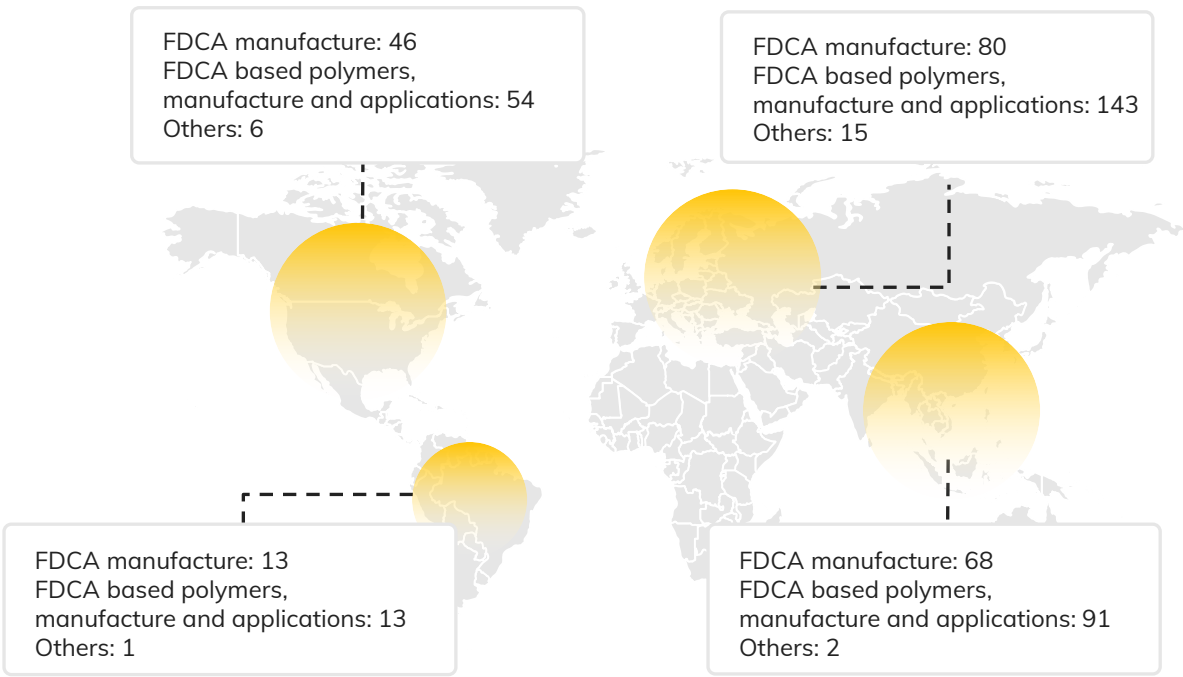 FDCA manufacture: 46
FDCA based polymers,
manufacture and applications: 54
Others: 6
FDCA manufacture: 80
FDCA based polymers,
manufacture and applications: 143
Others: 15
FDCA manufacture: 13
FDCA based polymers,
manufacture and applications: 13
Others: 1
FDCA manufacture: 68
FDCA based polymers,
manufacture and applications: 91
Others: 2